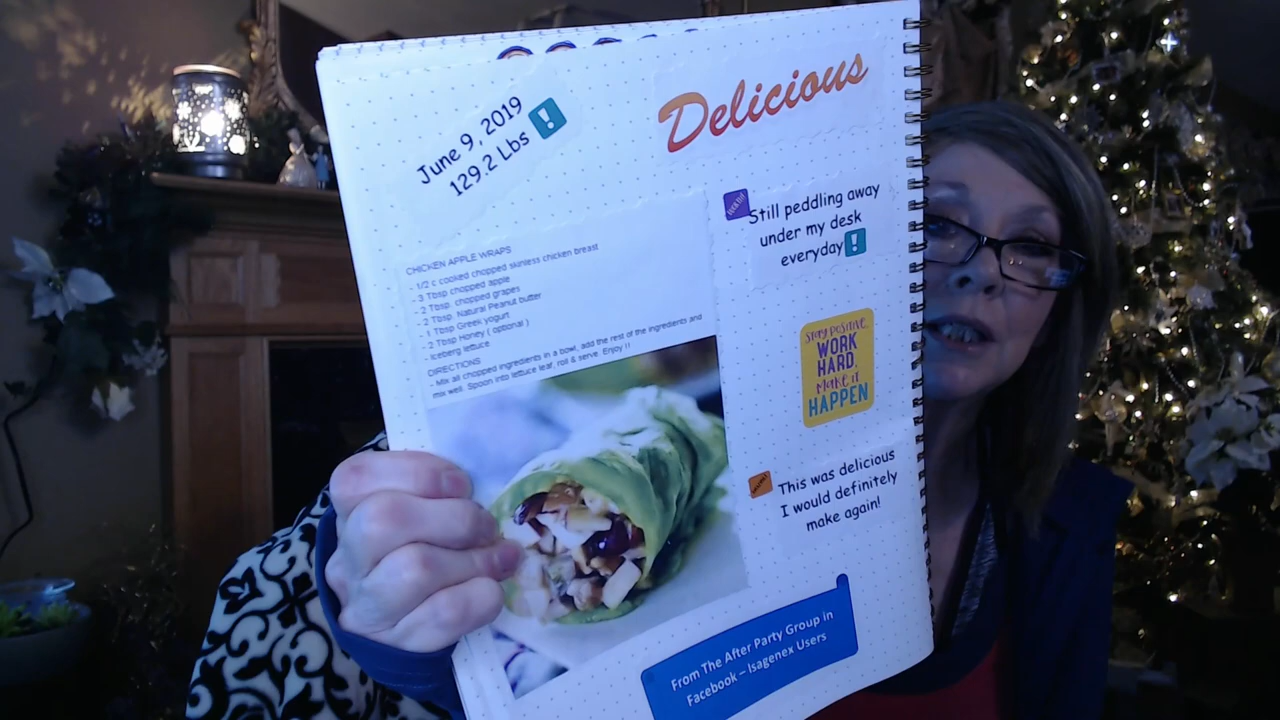 Delicious
June 9, 2019
129.2 Lbs
CHICKEN APPLE WRAPS
- 1/2 c cooked chopped skinless chicken breast
- 3 Tbsp chopped apple
- 2 Tbsp. chopped grapes
- 2 Tbsp. Natural Peanut butter
- 1 Tbsp Greek yogurt
- 2 Tbsp Honey ( optional )
- Iceberg lettuce
DIRECTIONS
- Mix all chopped ingredients in a bowl, add the rest of the ingredients and
mix well. Spoon into lettuce leaf, roll & serve. Enjoy !!
Still peddling away
under my desk
everyday
STAY POSITIVE,
WORK
HARD,
MAKE IT
HAPPEN
This was delicious
I would definitely
make again!
From The After Party Group in
Facebook – Isagenex Users